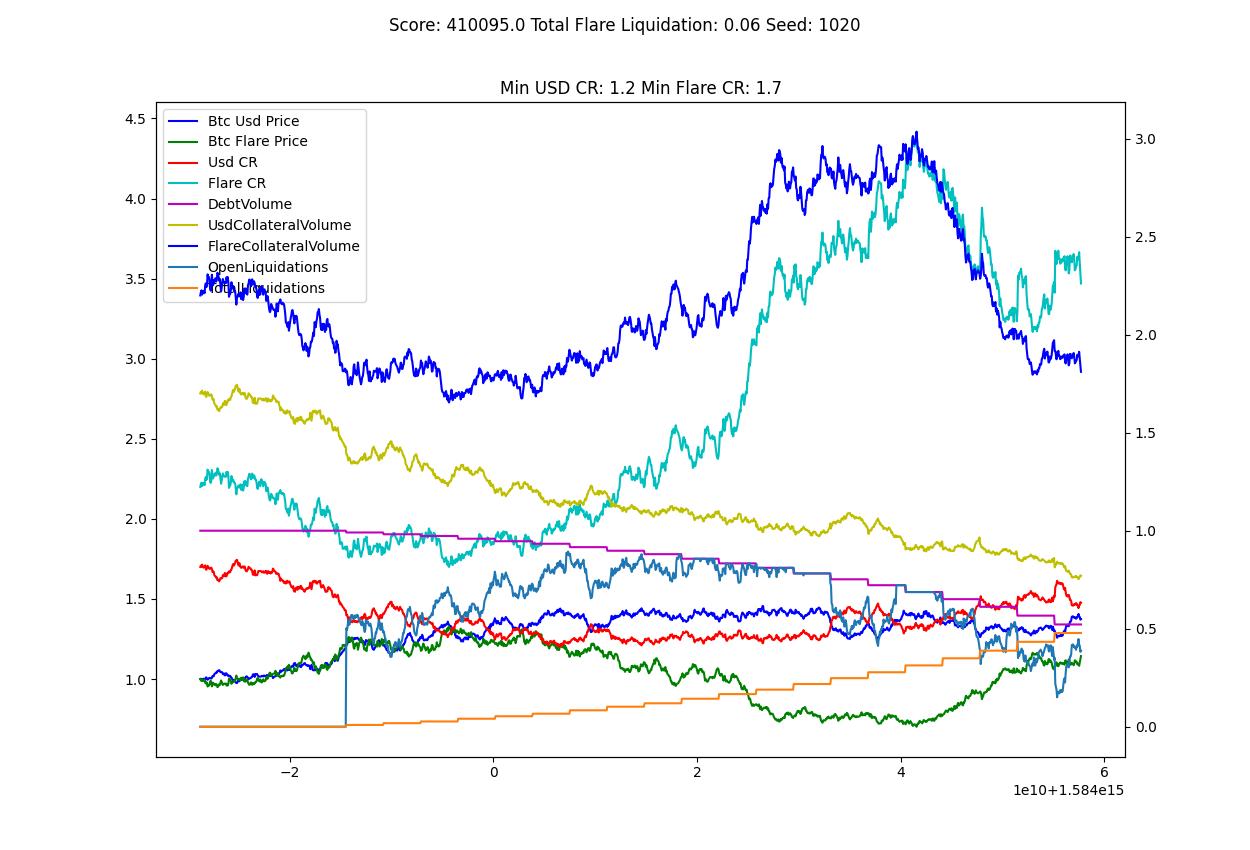 Score: 410095.0 Total Flare Liquidation: 0.06 Seed: 1020
Min USD CR: 1.2 Min Flare CR: 1.7
Btc Usd Price
Btc Flare Price
Usd CR
Flare CR
DebtVolume
UsdCollateralVolume
FlareCollateralVolume
OpenLiquidations
TotalLiquidations
4.5
4.0
3.5
3.0
2.5
2.0
1.5
1.0
3.0
2.5
2.0
1.5
1.0
0.5
0.0
−2
0
2
4
6
1e10+1.584e15